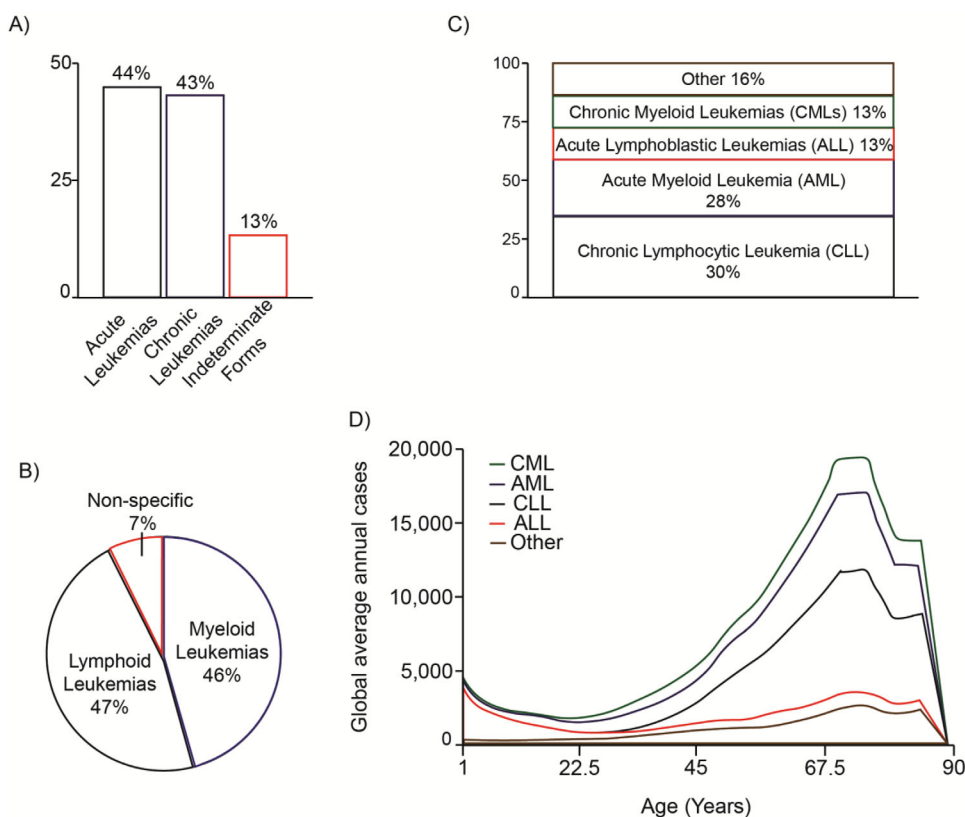 A)
50
25
0
44%
43%
13%
Acute
Leukemias
Chronic
Leukemias
Indeterminate
Forms
C)
100
75
50
25
0
Other 16%
Chronic Myeloid Leukemias (CMLs) 13%
Acute Lymphoblastic Leukemias (ALL) 13%
Acute Myeloid Leukemia (AML)
28%
Chronic Lymphocytic Leukemia (CLL)
30%
B)
Non-specific
7%
Myeloid
Leukemias
46%
Lymphoid
Leukemias
47%
D)
Global average annual cases
20,000
15,000
10,000
5,000
0
CML
AML
CLL
ALL
Other
1
22.5
45
67.5
90
Age (Years)